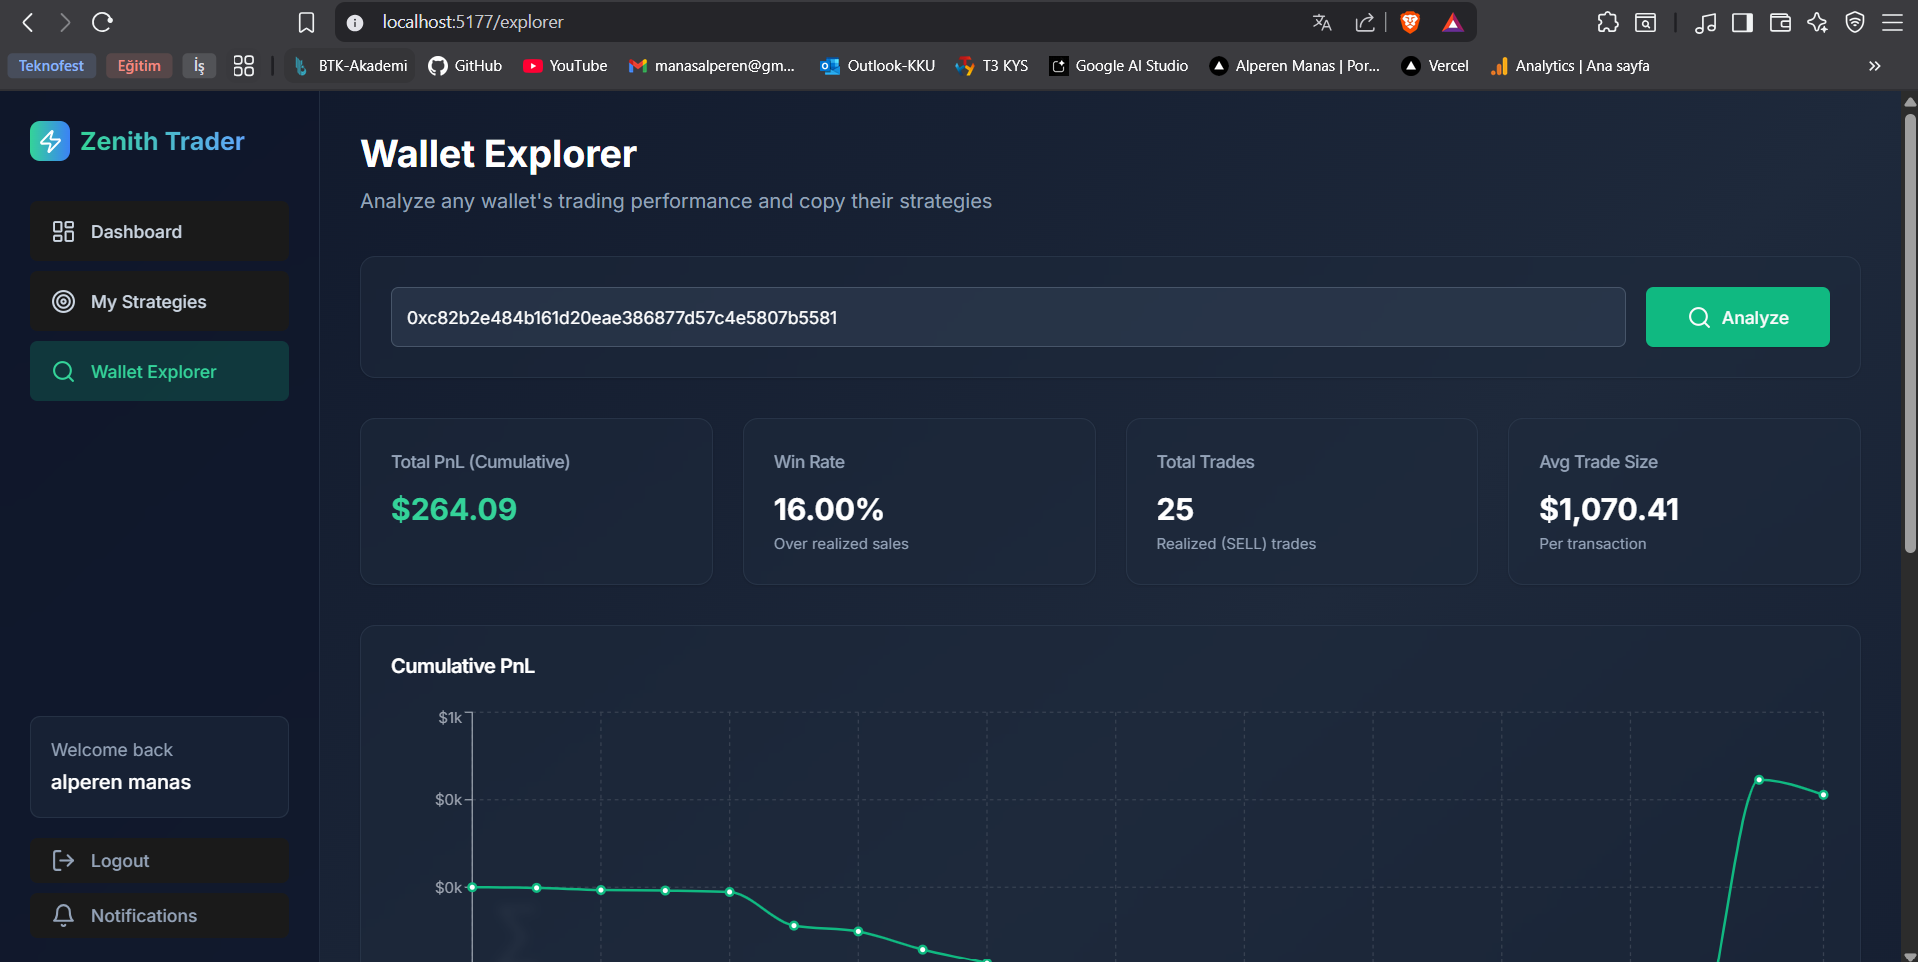 localhost:5177/explorer
Teknofest
Eğitim
İş
BTK-Akademi
GitHub
YouTube
manasalperen@gm...
Outlook-KKU
T3 KYS
Google AI Studio
Alperen Manas | Por...
Vercel
Analytics | Ana sayfa
Zenith Trader
Dashboard
My Strategies
Wallet Explorer
Welcome back
alperen manas
Logout
Notifications
Wallet Explorer
Analyze any wallet's trading performance and copy their strategies
0xc82b2e484b161d20eae386877d57c4e5807b5581
Analyze
Total PnL (Cumulative)
$264.09
Win Rate
16.00%
Over realized sales
Total Trades
25
Realized (SELL) trades
Avg Trade Size
$1,070.41
Per transaction
Cumulative PnL
$1k
$0k
$0k